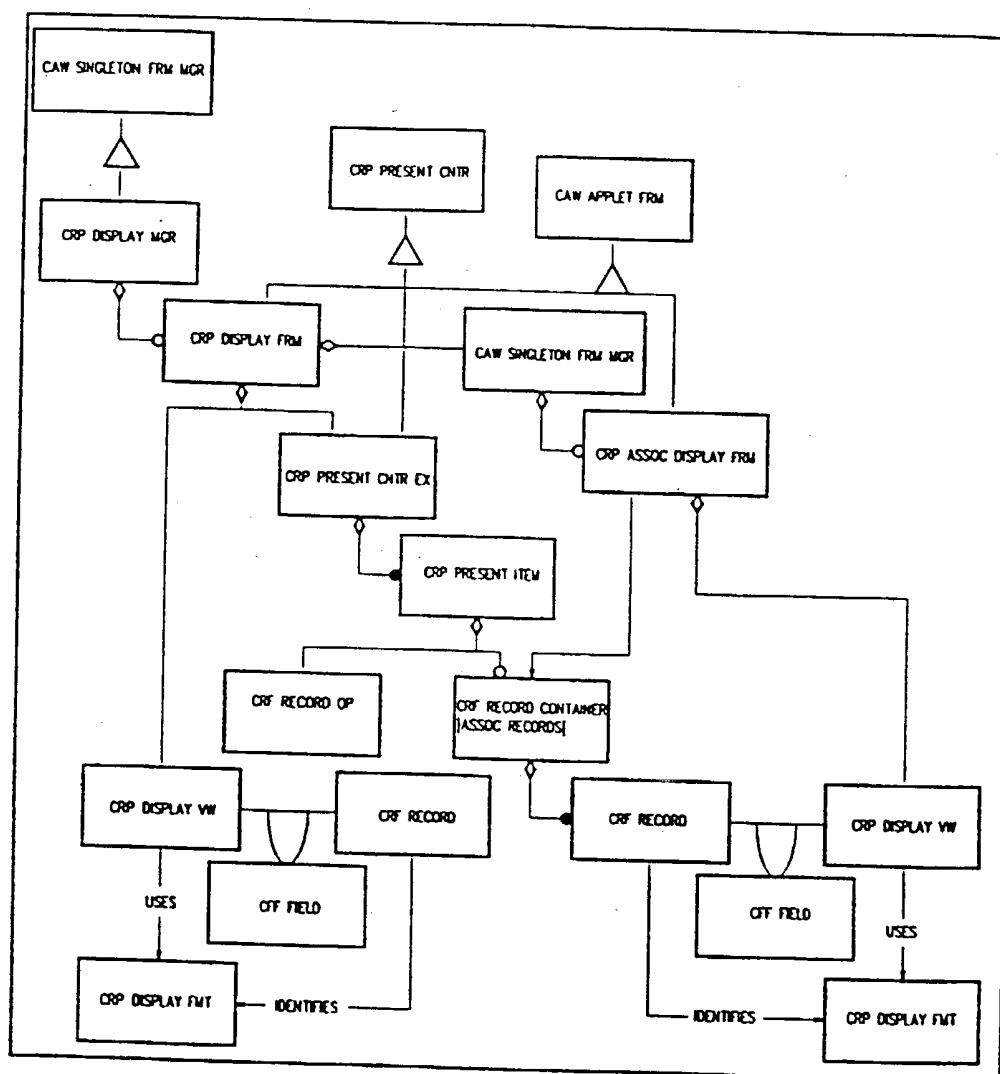 CAW SINGLETON FRM MGR
CRP PRESENT CNTR
CAW APPLET FRM
CRP DISPLAY MGR
CRP DISPLAY FRM
CAW SINGLETON FRM MGR
CRP ASSOC DISPLAY FRM
CRP PRESENT CNTR EX
CRP PRESENT ITEM
CRF RECORD OP
CRF RECORD CONTAINER
]ASSOC RECORDS[
CRP DISPLAY VW
CRF RECORD
CRF RECORD
CRP DISPLAY VW
CFF FIELD
CFF FIELD
USES
USES
CRP DISPLAY FMT
IDENTIFIES
IDENTIFIES
CRP DISPLAY FMT